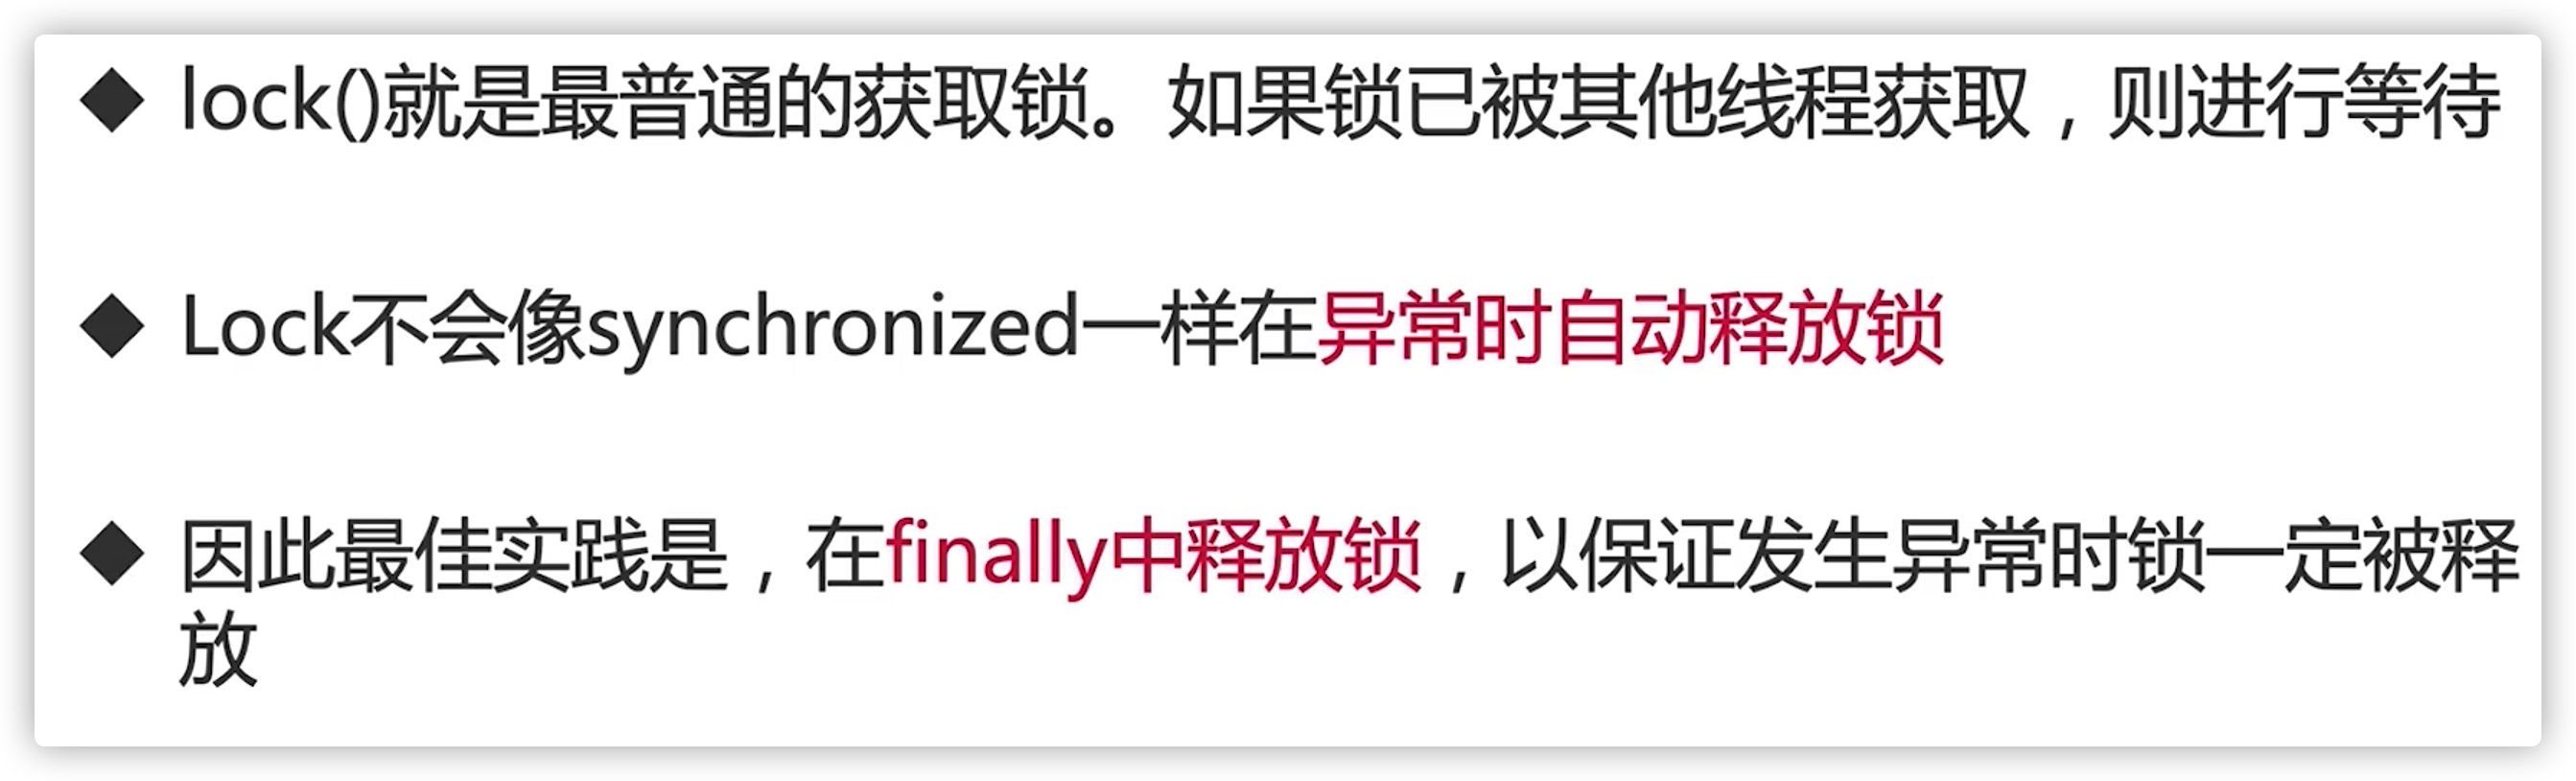 ◆ lock()就是最普通的获取锁。如果锁已被其他线程获取，则进行等待
◆ Lock不会像synchronized一样在异常时自动释放锁
◆ 因此最佳实践是，在finally中释放锁，以保证发生异常时锁一定被释
放